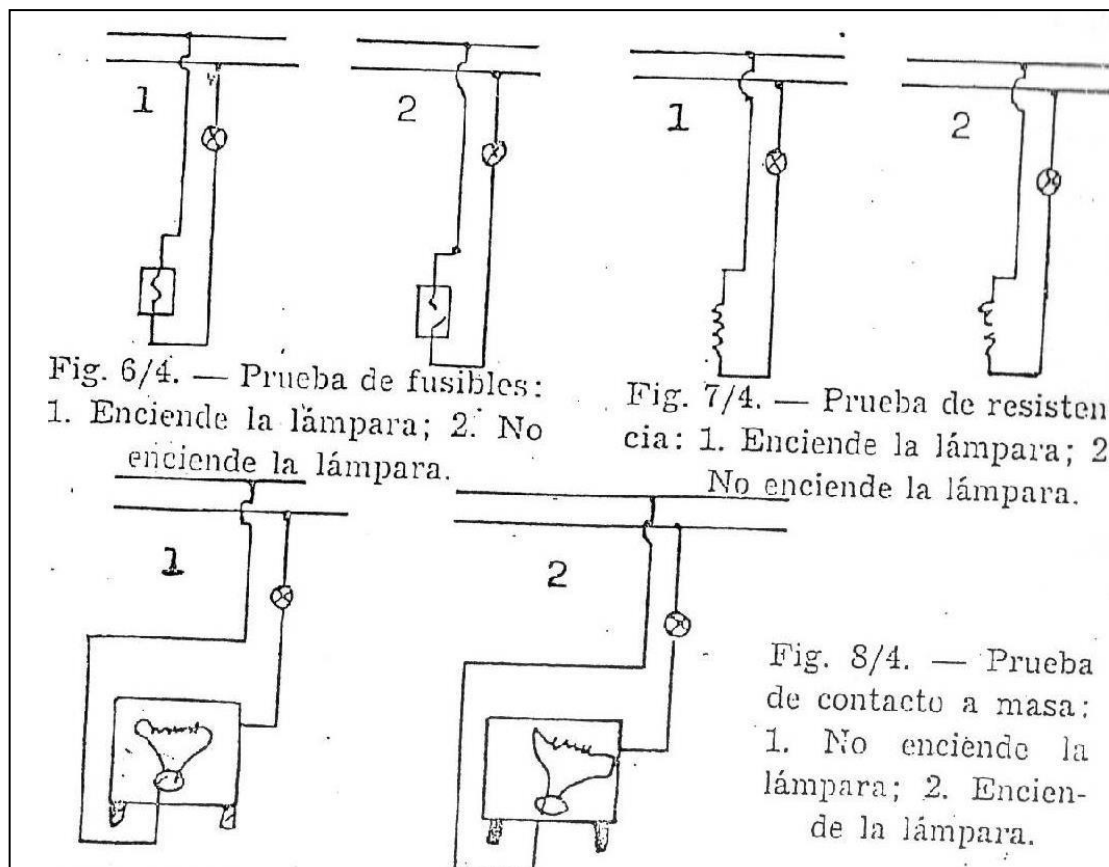 1
2
1
2
Fig. 6/4. — Prueba de fusibles:
1. Enciende la lámpara; 2. No
enciende la lámpara.
Fig. 7/4. — Prueba de resisten
cia: 1. Enciende la lámpara; 2
No enciende la lámpara.
1
2
Fig. 8/4. — Prueba
de contacto a masa:
1. No enciende la
lámpara; 2. Encien-
de la lámpara.